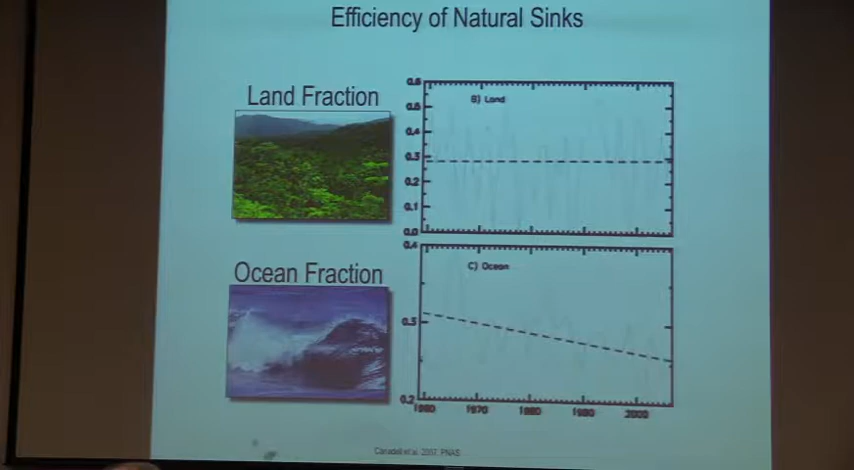 Efficiency of Natural Sinks
Land Fraction
B) Land
0.6
0.5
0.4
0.3
0.2
0.1
0.0
Ocean Fraction
C) Ocean
0.4
0.2
1960
1970
1980
1990
2000
Canadell et al. 2007, PNAS